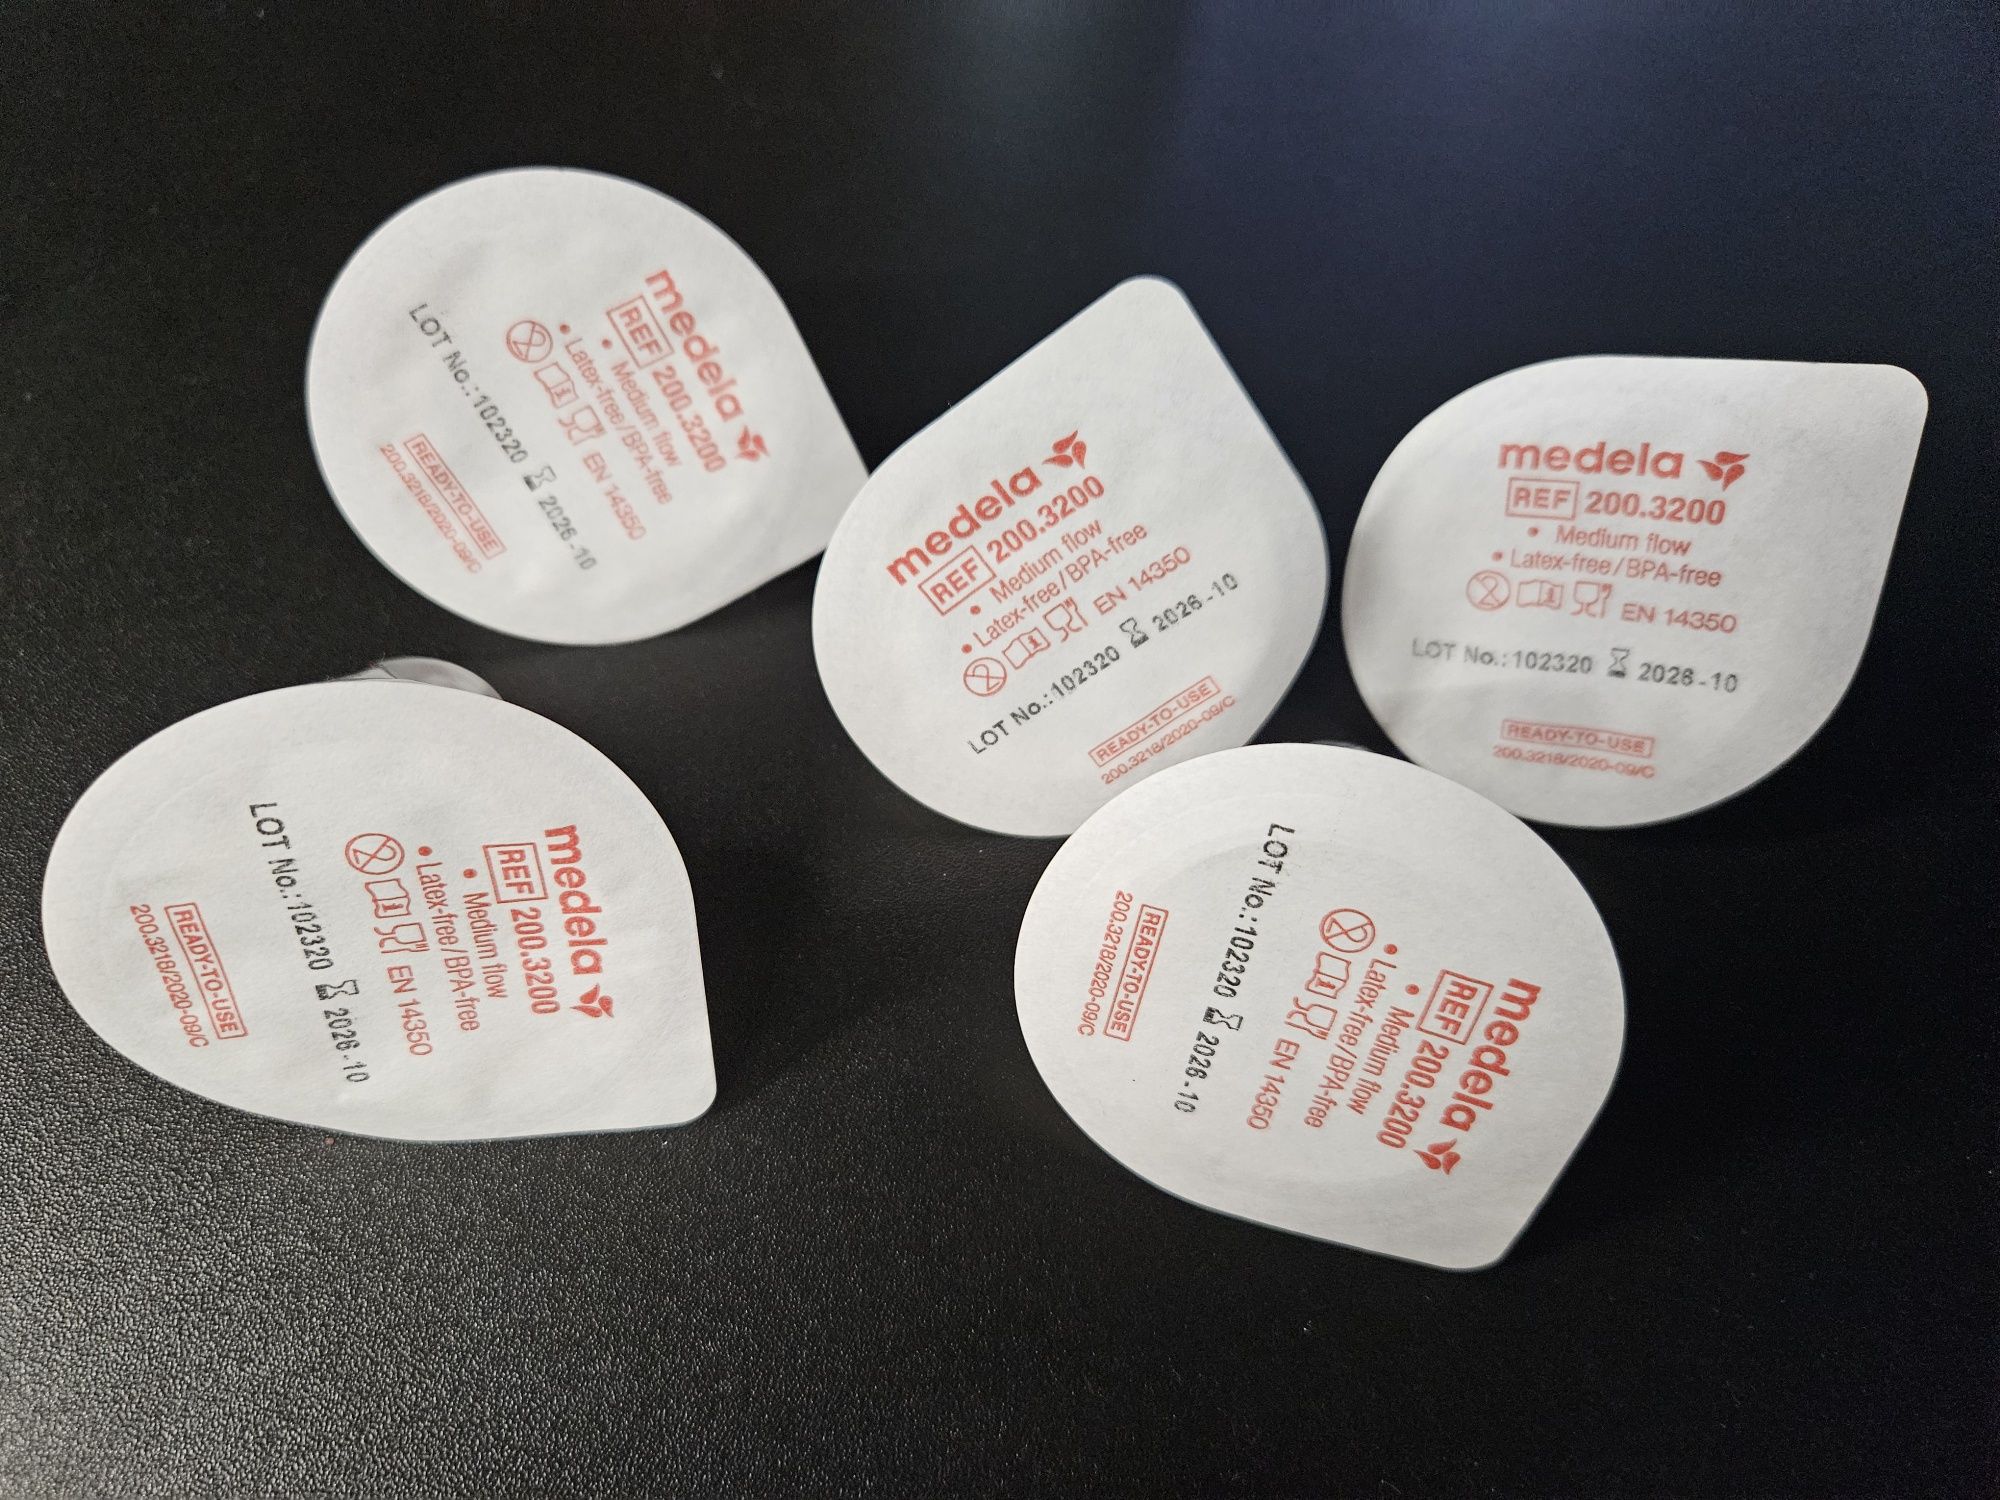 medela
REF 200.3200
• Medium flow
• Latex-free/BPA-free
EN 14350
LOT No.:102320 2026-10
READY-TO-USE
200.3218/2020-09/C
medela
REF 200.3200
• Medium flow
• Latex-free/BPA-free
EN 14350
LOT No.:102320 2026-10
READY-TO-USE
200.3218/2020-09/C
medela
REF 200.3200
• Medium flow
• Latex-free/BPA-free
EN 14350
LOT No.:102320 2026-10
READY-TO-USE
200.3218/2020-09/C
medela
REF 200.3200
• Medium flow
• Latex-free/BPA-free
EN 14350
LOT No.:102320 2026-10
READY-TO-USE
200.3218/2020-09/C
medela
REF 200.3200
• Medium flow
• Latex-free/BPA-free
EN 14350
LOT No.:102320 2026-10
READY-TO-USE
200.3218/2020-09/C